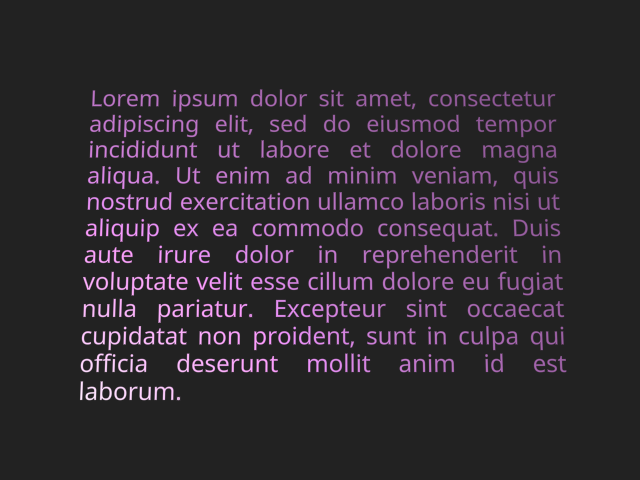 Lorem ipsum dolor sit amet, consectetur
adipiscing elit, sed do eiusmod tempor
incididunt ut labore et dolore magna
aliqua. Ut enim ad minim veniam, quis
nostrud exercitation ullamco laboris nisi ut
aliquip ex ea commodo consequat. Duis
aute irure dolor in reprehenderit in
voluptate velit esse cillum dolore eu fugiat
nulla pariatur. Excepteur sint occaecat
cupidatat non proident, sunt in culpa qui
officia deserunt mollit anim id est
laborum.